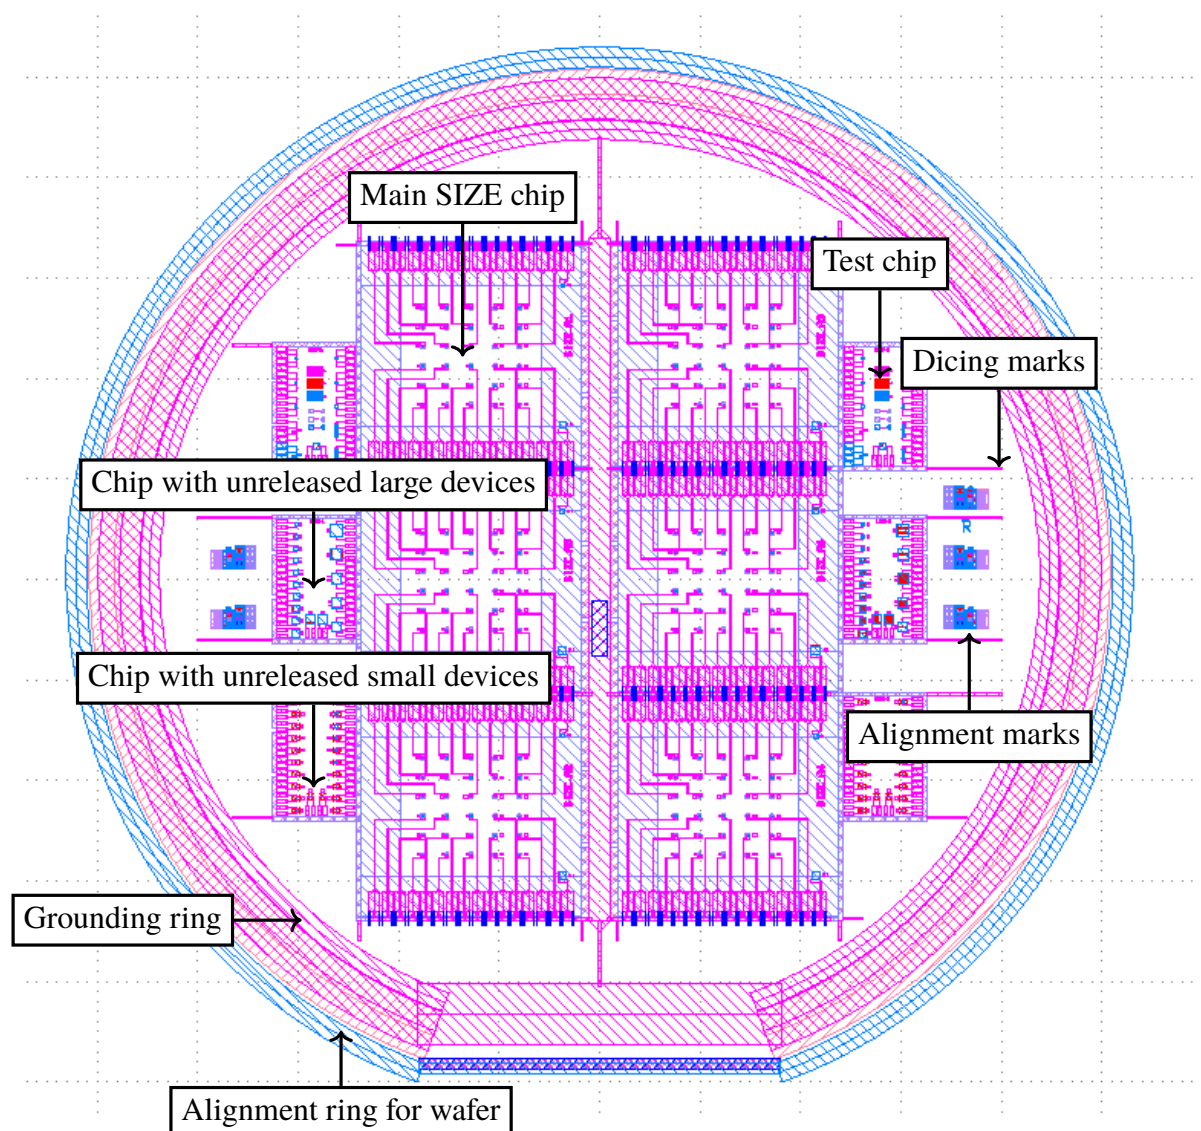 Main SIZE chip
Test chip
Dicing marks
Chip with unreleased large devices
Chip with unreleased small devices
Alignment marks
Grounding ring
Alignment ring for wafer